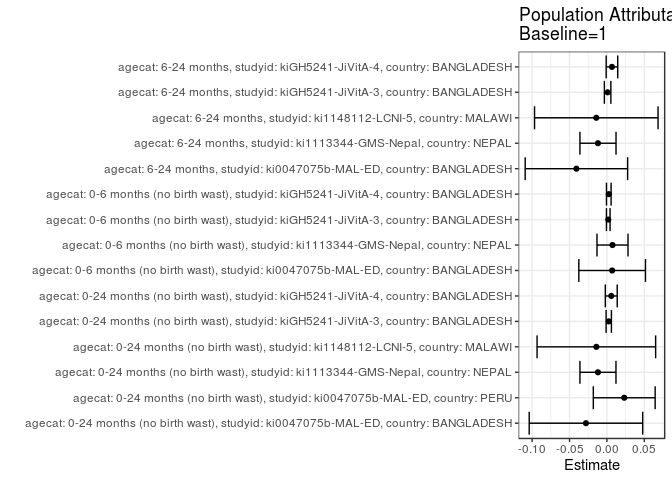 Population Attributa
Baseline=1
agecat: 6-24 months, studyid: kiGH5241-JiVitA-4, country: BANGLADESH
agecat: 6-24 months, studyid: kiGH5241-JiVitA-3, country: BANGLADESH
agecat: 6-24 months, studyid: ki1148112-LCNI-5, country: MALAWI
agecat: 6-24 months, studyid: ki1113344-GMS-Nepal, country: NEPAL
agecat: 6-24 months, studyid: ki0047075b-MAL-ED, country: BANGLADESH
agecat: 0-6 months (no birth wast), studyid: kiGH5241-JiVitA-4, country: BANGLADESH
agecat: 0-6 months (no birth wast), studyid: kiGH5241-JiVitA-3, country: BANGLADESH
agecat: 0-6 months (no birth wast), studyid: ki1113344-GMS-Nepal, country: NEPAL
agecat: 0-6 months (no birth wast), studyid: ki0047075b-MAL-ED, country: BANGLADESH
agecat: 0-24 months (no birth wast), studyid: kiGH5241-JiVitA-4, country: BANGLADESH
agecat: 0-24 months (no birth wast), studyid: kiGH5241-JiVitA-3, country: BANGLADESH
agecat: 0-24 months (no birth wast), studyid: ki1148112-LCNI-5, country: MALAWI
agecat: 0-24 months (no birth wast), studyid: ki1113344-GMS-Nepal, country: NEPAL
agecat: 0-24 months (no birth wast), studyid: ki0047075b-MAL-ED, country: PERU
agecat: 0-24 months (no birth wast), studyid: ki0047075b-MAL-ED, country: BANGLADESH
-0.10 -0.05 0.00 0.05
Estimate